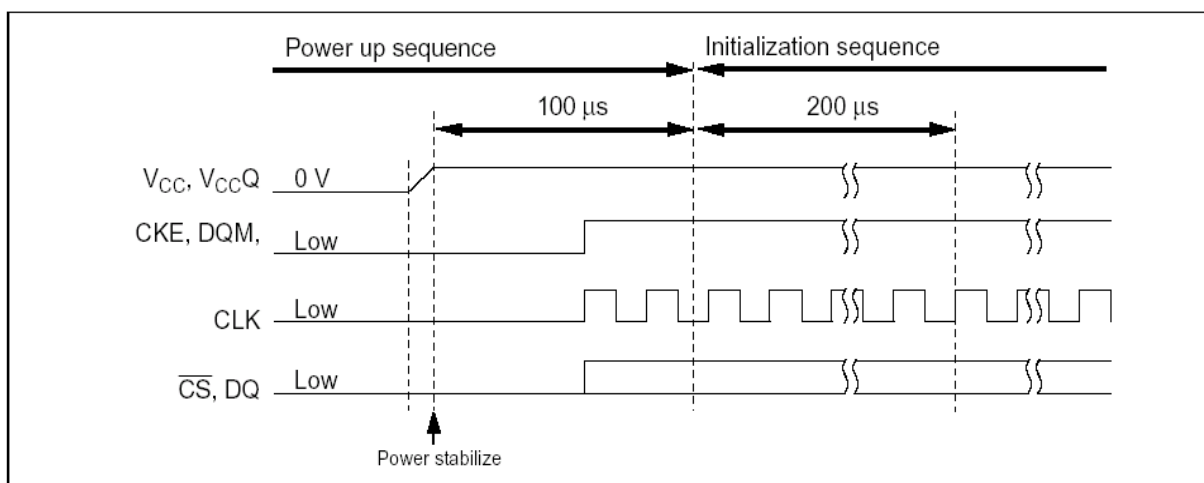 Power up sequence
Initialization sequence
100 μs
200 μs
VCC, VCCQ
0 V
CKE, DQM,
Low
CLK
Low
CS, DQ
Low
Power stabilize